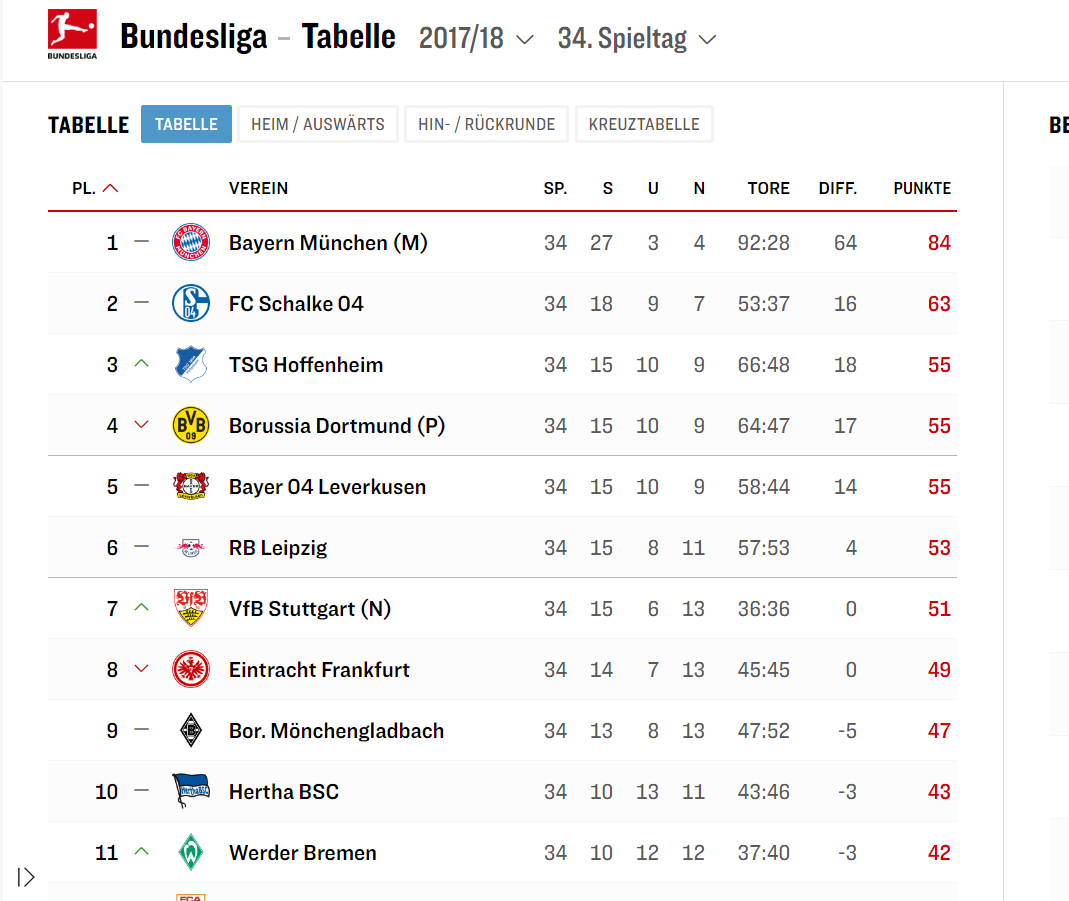 BUNDESLIGA
Bundesliga – Tabelle 2017/18 34. Spieltag
TABELLE TABELLE HEIM / AUSWÄRTS HIN- / RÜCKRUNDE KREUZTABELLE
PL. VEREIN SP. S U N TORE DIFF. PUNKTE
1 — Bayern München (M) 34 27 3 4 92:28 64 84
2 — FC Schalke 04 34 18 9 7 53:37 16 63
3 TSG Hoffenheim 34 15 10 9 66:48 18 55
4 Borussia Dortmund (P) 34 15 10 9 64:47 17 55
5 — Bayer 04 Leverkusen 34 15 10 9 58:44 14 55
6 — RB Leipzig 34 15 8 11 57:53 4 53
7 VfB Stuttgart (N) 34 15 6 13 36:36 0 51
8 Eintracht Frankfurt 34 14 7 13 45:45 0 49
9 — Bor. Mönchengladbach 34 13 8 13 47:52 -5 47
10 — Hertha BSC 34 10 13 11 43:46 -3 43
11 Werder Bremen 34 10 12 12 37:40 -3 42